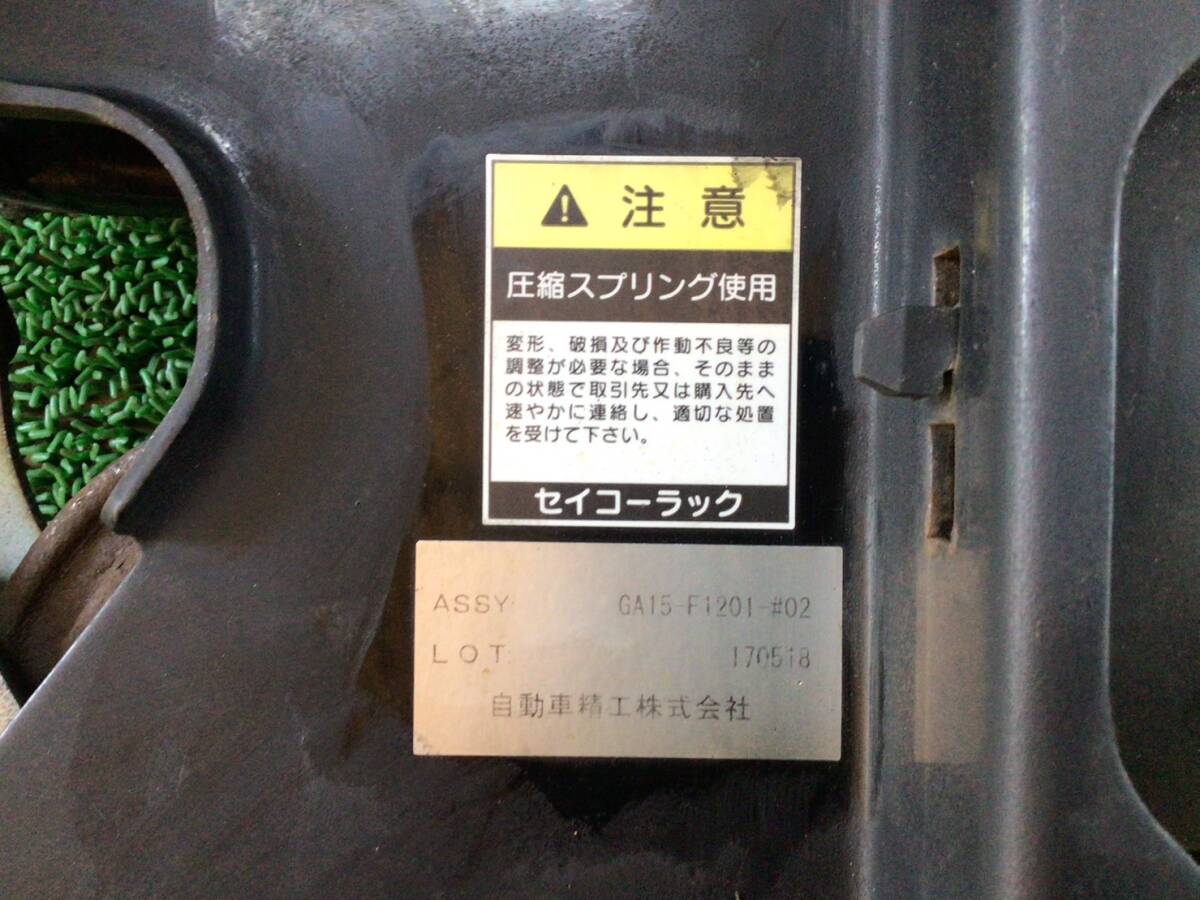 ⚠ 注意
圧縮スプリング使用
変形、破損及び作動不良等の
調整が必要な場合、そのまま
の状態で取引先又は購入先へ
速やかに連絡し、適切な処置
を受けて下さい。
セイコーラック
ASSY: GA15-F1201-#02
LOT: 170518
自動車精工株式会社